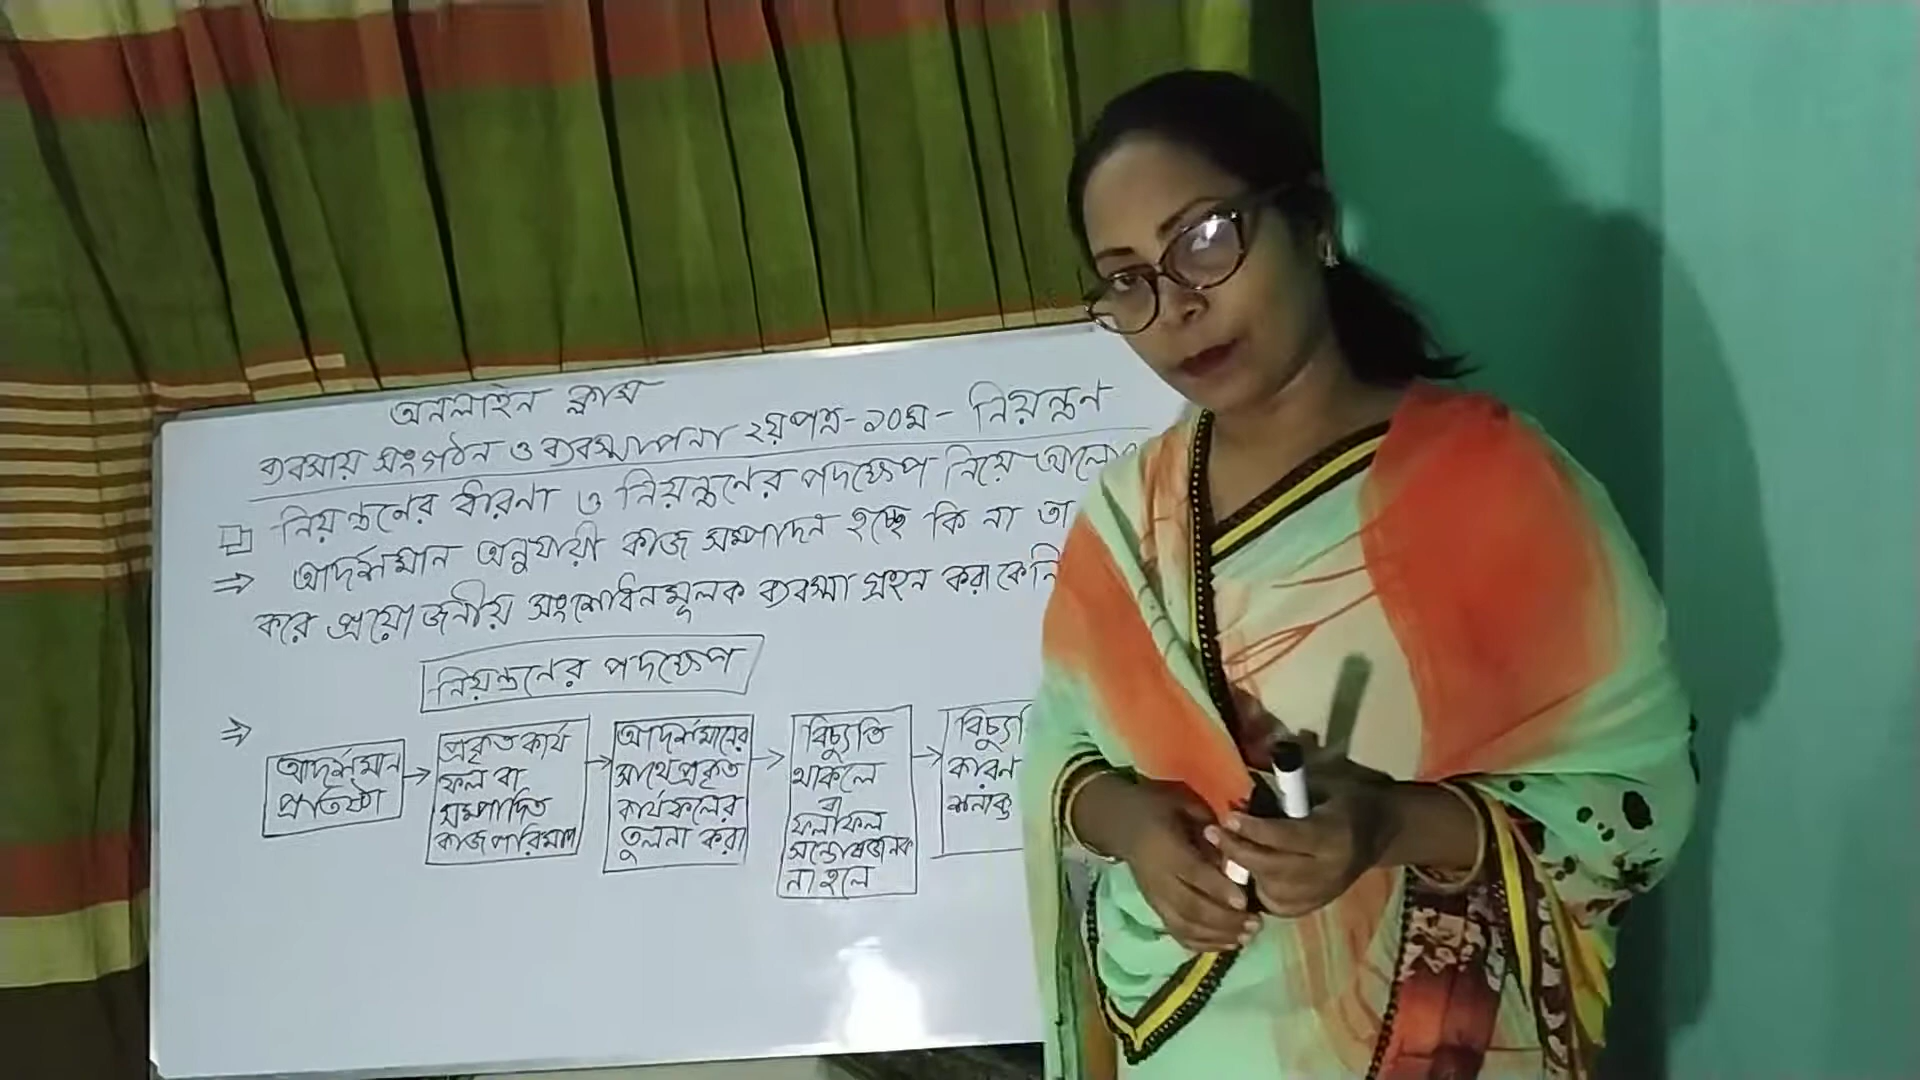 অনলাইন ক্লাস
ব্যবসায় সংগঠন ও ব্যবস্থাপনা ২য়পত্র-১০ম- নিয়ন্ত্রন
নিয়ন্ত্রনের ধারনা ও নিয়ন্ত্রনের পদক্ষেপ নিয়ে আলো
⇒ আদর্শমান অনুযায়ী কাজ সম্পাদন হচ্ছে কি না তা
করে প্রয়োজনীয় সংশোধনমূলক ব্যবস্থা গ্রহন করাকে নি
নিয়ন্ত্রনের পদক্ষেপ
⇒
আদর্শমান
প্রতিষ্ঠা
→
প্রকৃত কার্য
ফল বা
সম্পাদিত
কাজ পরিমাপ
→
আদর্শমানের
সাথে প্রকৃত
কার্যফলের
তুলনা করা
→
বিচ্যুতি
থাকলে
বা
ফলাফল
সন্তোষজনক
না হলে
→
বিচ্যুতি
কারন
শনাক্ত